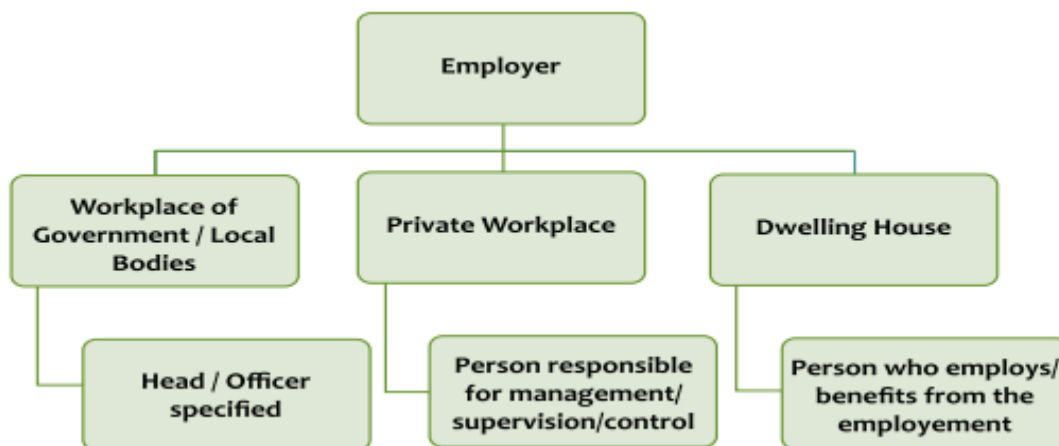 Employer
Workplace of
Government / Local
Bodies
Private Workplace
Dwelling House
Head / Officer
specified
Person responsible
for management/
supervision/control
Person who employs/
benefits from the
employement